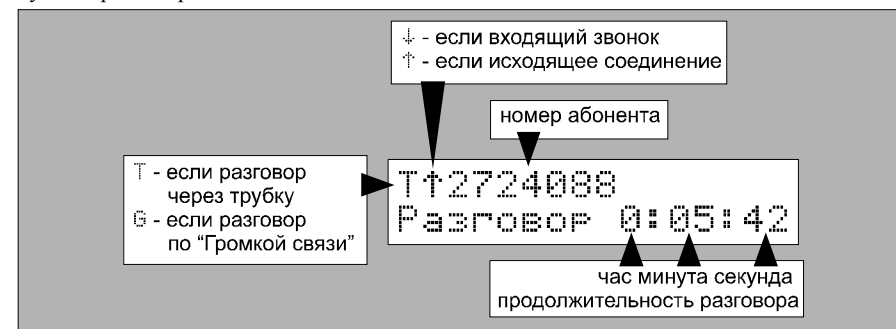 ↓ - если входящий звонок
↑ - если исходящее соединение
номер абонента
T - если разговор
через трубку
G - если разговор
по “Громкой связи”
T↑2724088
Разговор 0:05:42
час минута секунда
продолжительность разговора